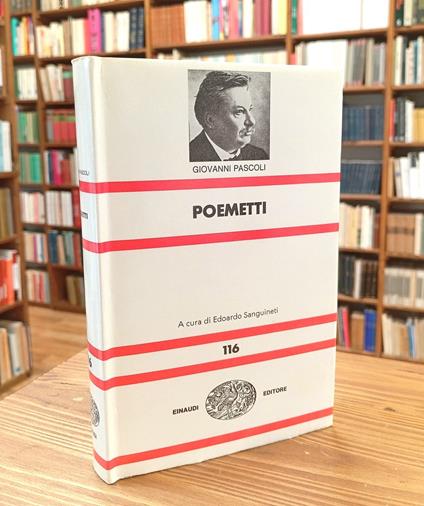 GIOVANNI PASCOLI
POEMETTI
A cura di Edoardo Sanguineti
116
EINAUDI EDITORE